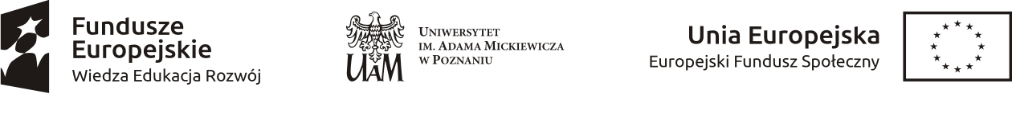 Fundusze
Europejskie
Wiedza Edukacja Rozwój
UAM
UNIWERSYTET
IM. ADAMA MICKIEWICZA
W POZNANIU
Unia Europejska
Europejski Fundusz Społeczny